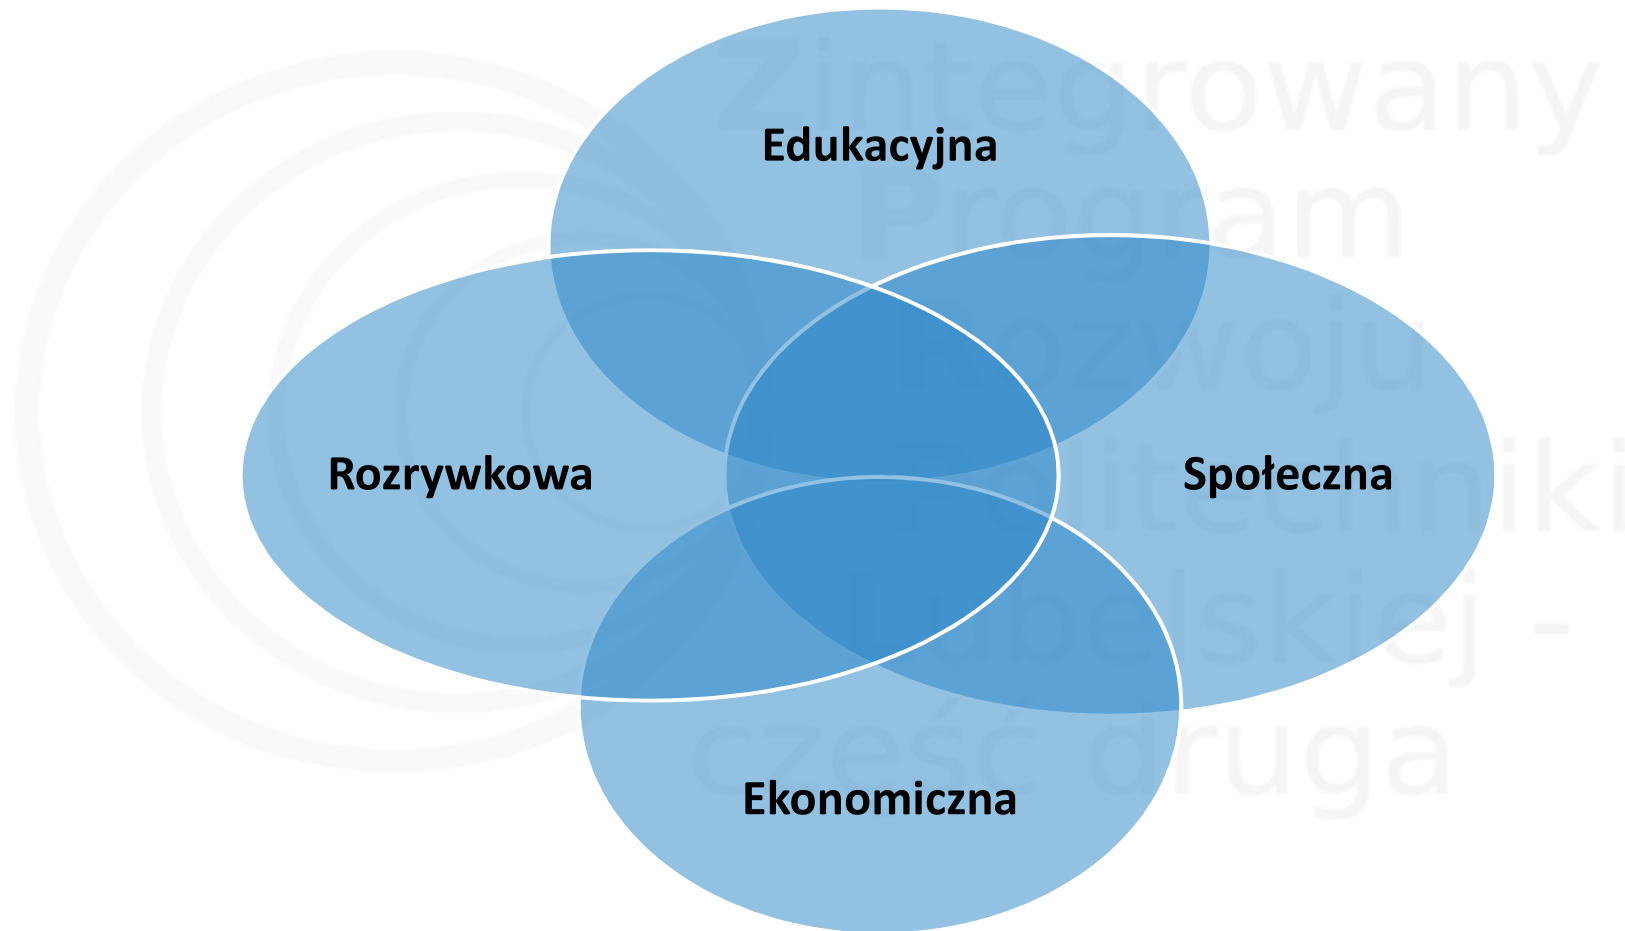 Zintegrowany
Edukacyjna
Program
Rozwoju
Rozrywkowa
Społeczna
Politechniki
Lubelskiej -
część druga
Ekonomiczna